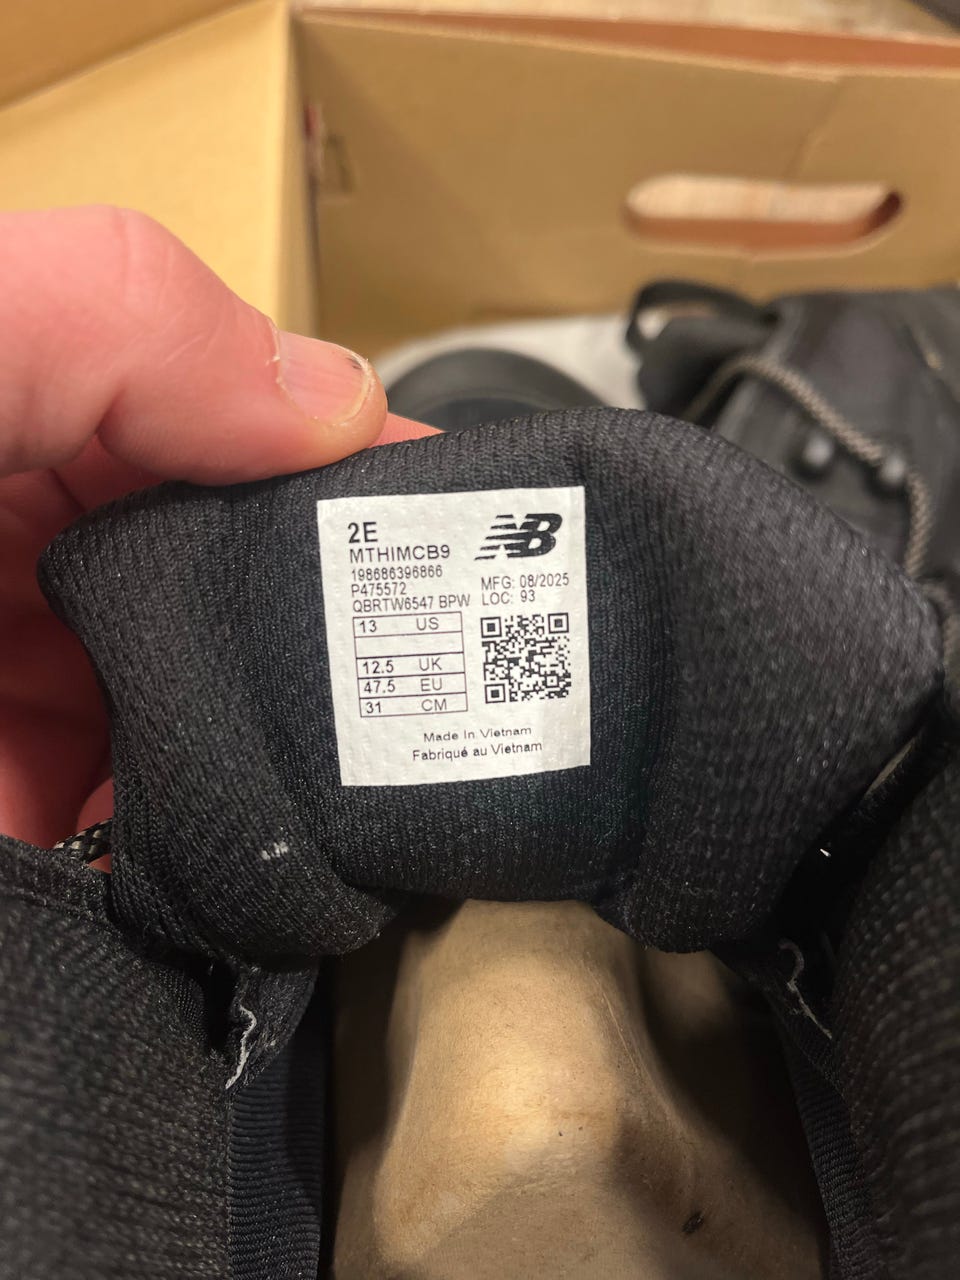 2E
MTHIMCB9
198686396866
P475572
QBRTW6547 BPW
NB
MFG: 08/2025
LOC: 93
13 US
12.5 UK
47.5 EU
31 CM
Made In Vietnam
Fabriqué au Vietnam